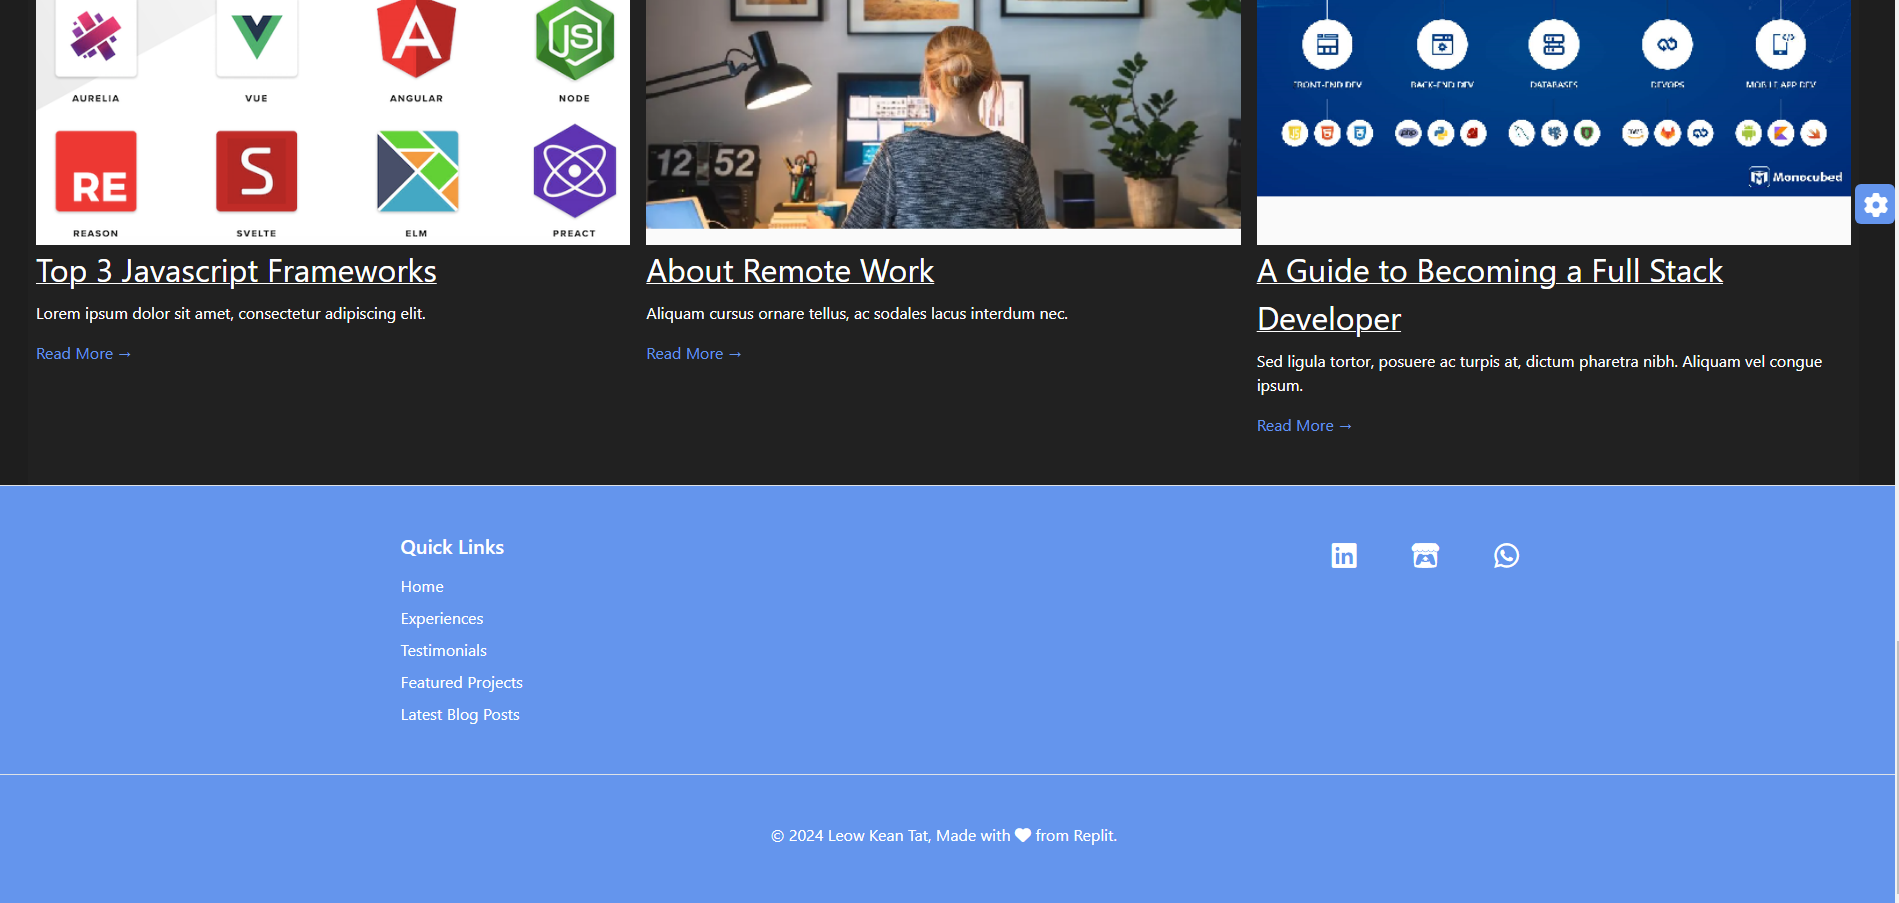 AURELIA VUE ANGULAR NODE
RE S
REASON SVELTE ELM PREACT
12 52
FRONT-END DEV BACK-END DEV DATABASES DEVOPS MOBILE APP DEV
Monocubed
Top 3 Javascript Frameworks
Lorem ipsum dolor sit amet, consectetur adipiscing elit.
Read More →
About Remote Work
Aliquam cursus ornare tellus, ac sodales lacus interdum nec.
Read More →
A Guide to Becoming a Full Stack
Developer
Sed ligula tortor, posuere ac turpis at, dictum pharetra nibh. Aliquam vel congue
ipsum.
Read More →
Quick Links
Home
Experiences
Testimonials
Featured Projects
Latest Blog Posts
© 2024 Leow Kean Tat, Made with ♥ from Replit.